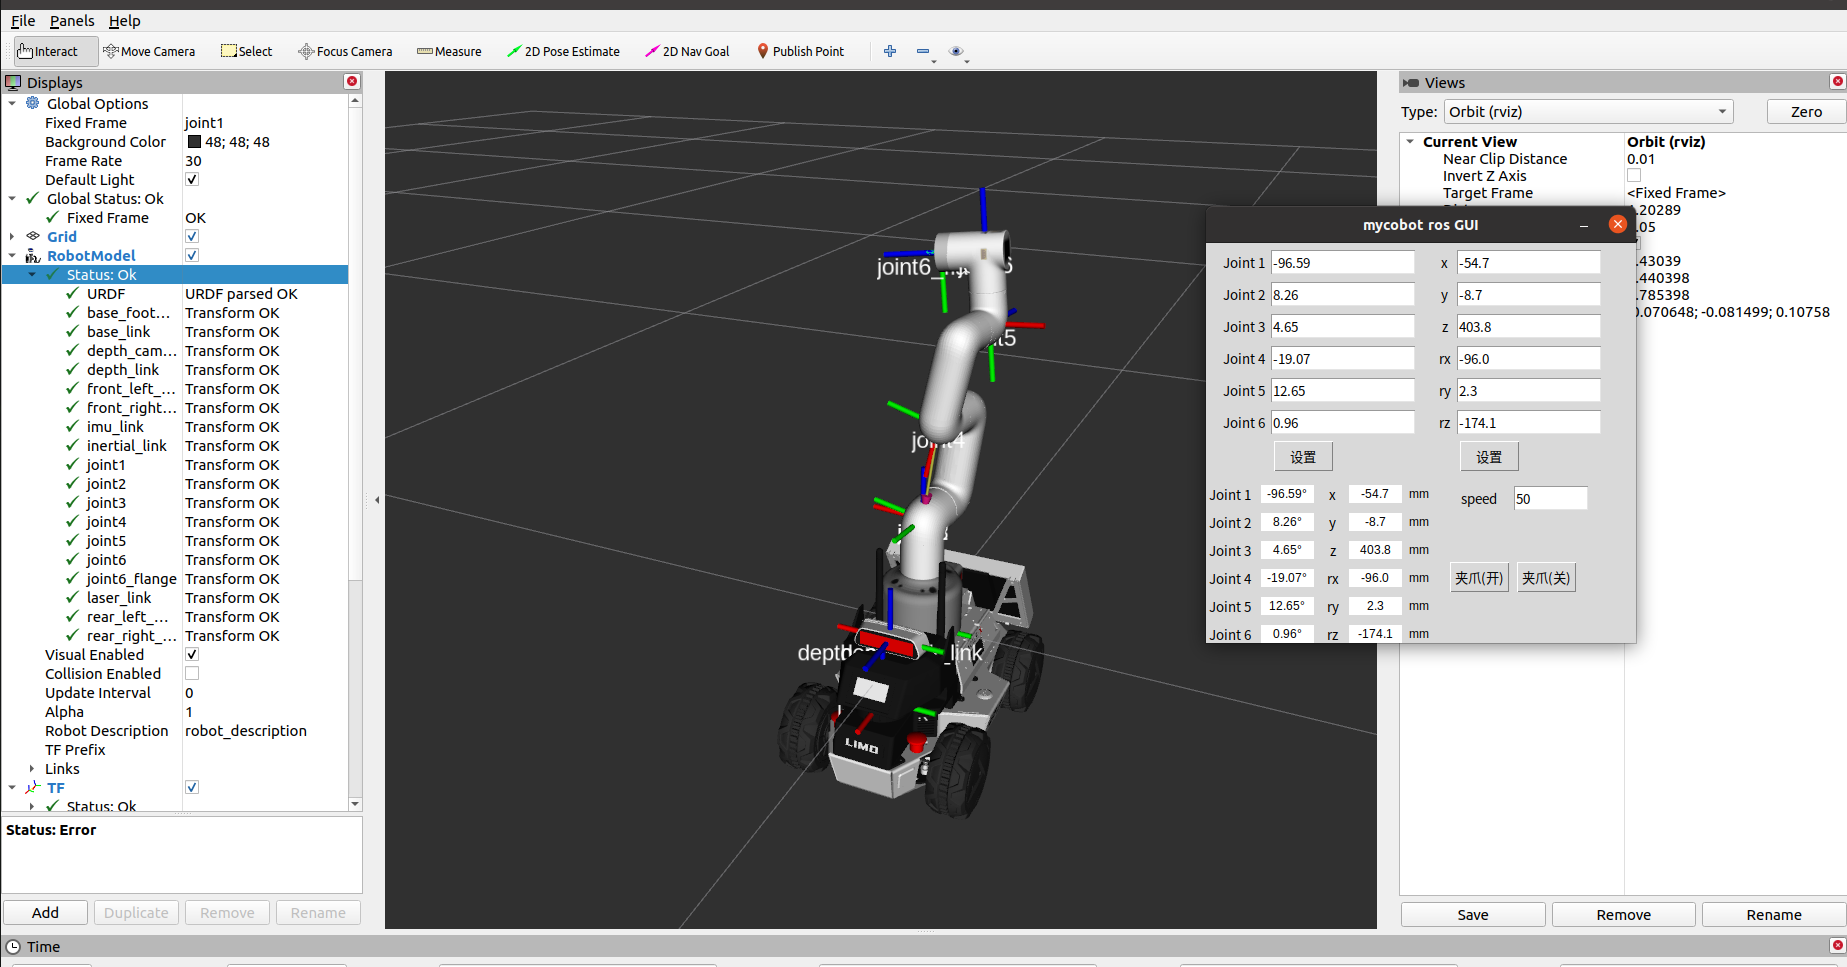 File Panels Help
Interact Move Camera Select Focus Camera Measure 2D Pose Estimate 2D Nav Goal Publish Point
Displays
Global Options
Fixed Frame joint1
Background Color 48; 48; 48
Frame Rate 30
Default Light
Global Status: Ok
Fixed Frame OK
Grid
RobotModel
Status: Ok
URDF URDF parsed OK
base_foot... Transform OK
base_link Transform OK
depth_cam... Transform OK
depth_link Transform OK
front_left_... Transform OK
front_right... Transform OK
imu_link Transform OK
inertial_link Transform OK
joint1 Transform OK
joint2 Transform OK
joint3 Transform OK
joint4 Transform OK
joint5 Transform OK
joint6 Transform OK
joint6_flange Transform OK
laser_link Transform OK
rear_left_... Transform OK
rear_right_... Transform OK
Visual Enabled
Collision Enabled
Update Interval 0
Alpha 1
Robot Description robot_description
TF Prefix
Links
TF
Status: Ok
Status: Error
Add Duplicate Remove Rename
Time
joint4
_link
LIMO
Views
Type: Orbit (rviz) Zero
Current View Orbit (rviz)
Near Clip Distance 0.01
Invert Z Axis
Target Frame <Fixed Frame>
.20289
.05
.43039
.440398
.785398
.070648; -0.081499; 0.10758
mycobot ros GUI
Joint 1 -96.59 x -54.7
Joint 2 8.26 y -8.7
Joint 3 4.65 z 403.8
Joint 4 -19.07 rx -96.0
Joint 5 12.65 ry 2.3
Joint 6 0.96 rz -174.1
设置 设置
Joint 1 -96.59° x -54.7 mm speed 50
Joint 2 8.26° y -8.7 mm
Joint 3 4.65° z 403.8 mm
Joint 4 -19.07° rx -96.0 mm 夹爪(开) 夹爪(关)
Joint 5 12.65° ry 2.3 mm
Joint 6 0.96° rz -174.1 mm
Save Remove Rename